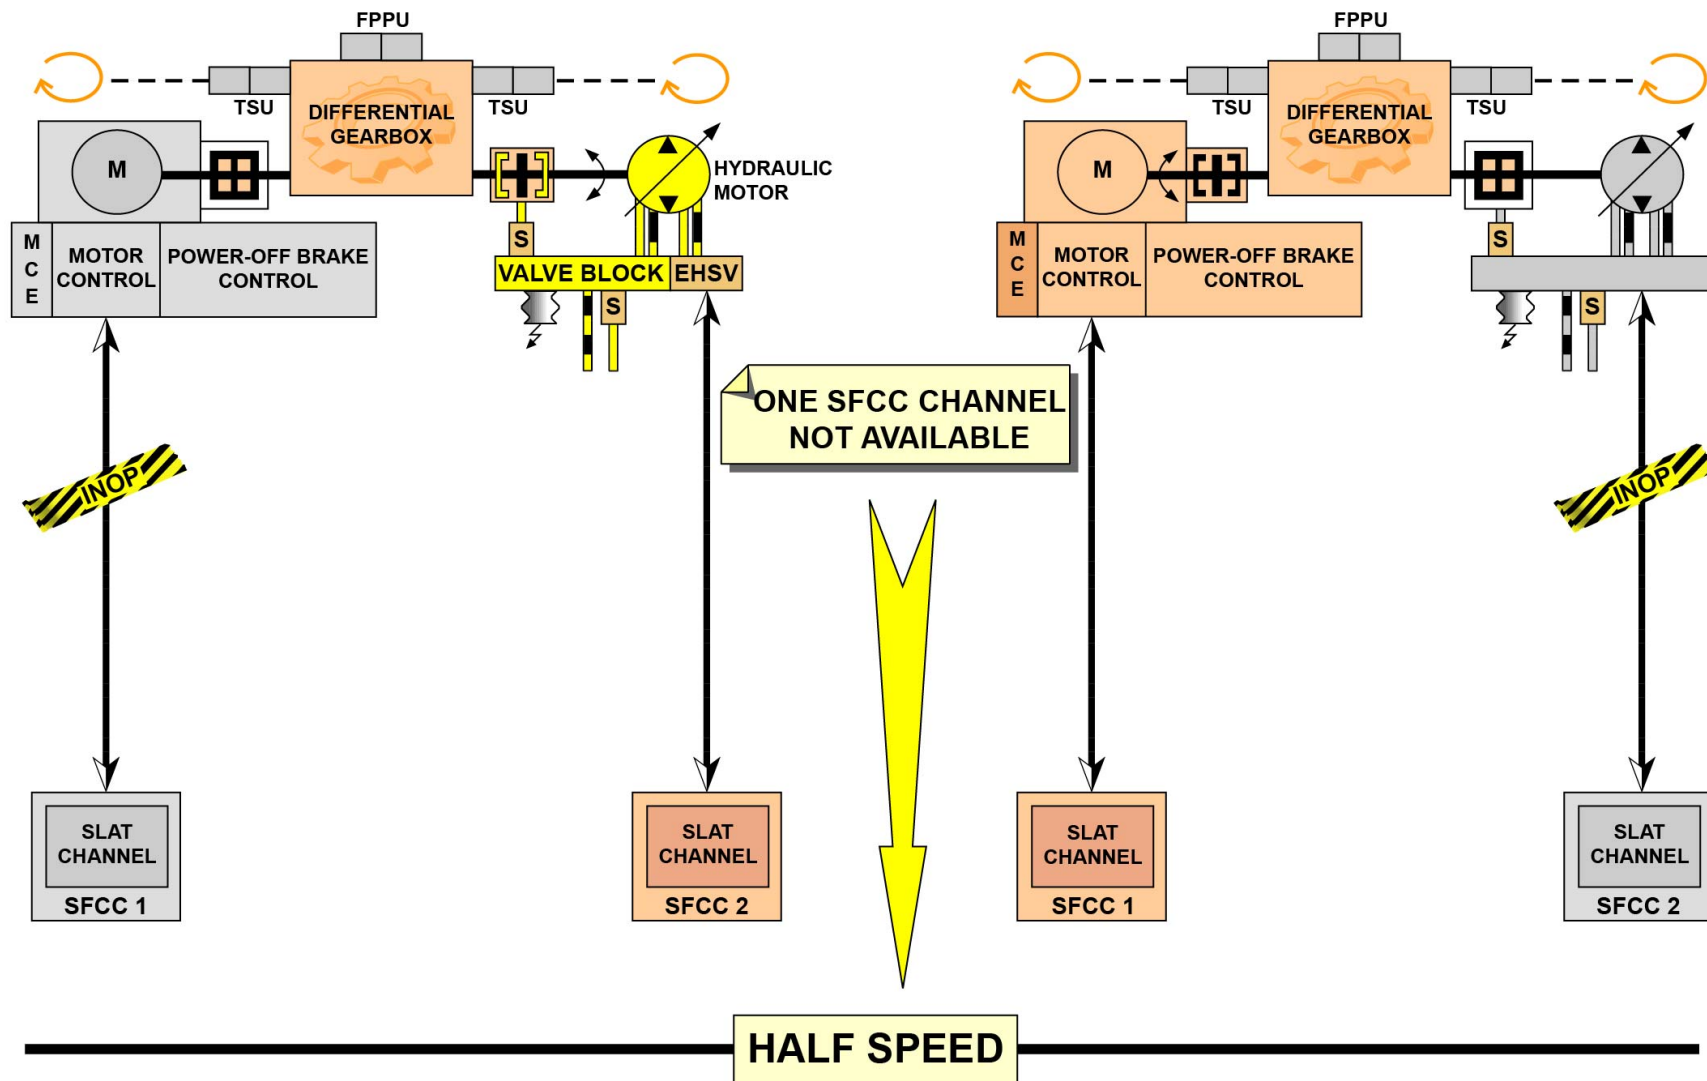 FPPU
TSU
DIFFERENTIAL
GEARBOX
TSU
M
HYDRAULIC
MOTOR
M
C
E
MOTOR
CONTROL
POWER-OFF BRAKE
CONTROL
S
VALVE BLOCK
EHSV
S
INOP
SLAT
CHANNEL
SFCC 1
SLAT
CHANNEL
SFCC 2
ONE SFCC CHANNEL
NOT AVAILABLE
FPPU
TSU
DIFFERENTIAL
GEARBOX
TSU
M
M
C
E
MOTOR
CONTROL
POWER-OFF BRAKE
CONTROL
S
S
INOP
SLAT
CHANNEL
SFCC 1
SLAT
CHANNEL
SFCC 2
HALF SPEED